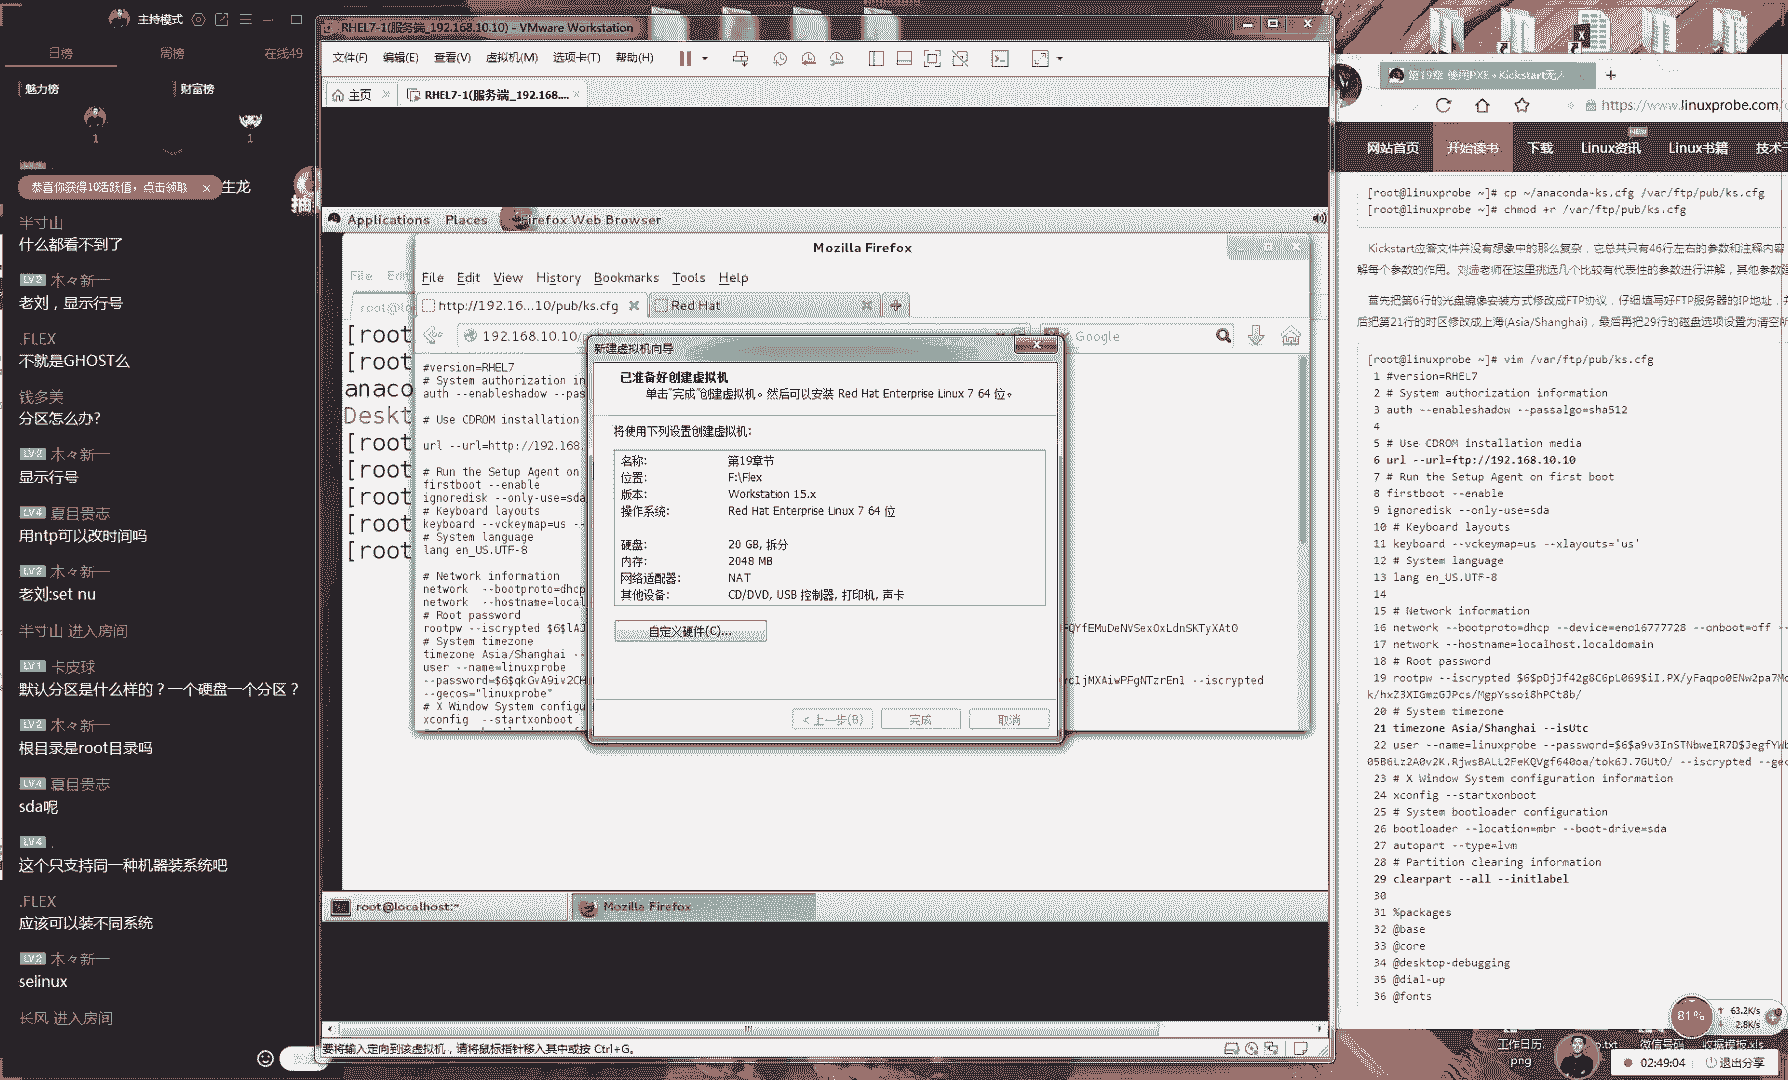 主持模式
日榜 周榜 在线49
魅力榜 财富榜
1 1
恭喜你获得10活跃值，点击领取 × 生龙
半寸山
什么都看不到了
LV2 木々新一
老刘，显示行号
.FLEX
不就是GHOST么
钱多美
分区怎么办?
LV2 木々新一
显示行号
LV4 夏目贵志
用ntp可以改时间吗
LV2 木々新一
老刘:set nu
半寸山 进入房间
LV1 卡皮球
默认分区是什么样的？一个硬盘一个分区？
LV2 木々新一
根目录是root目录吗
LV4 夏目贵志
sda呢
LV4 .
这个只支持同一种机器装系统吧
.FLEX
应该可以装不同系统
LV2 木々新一
selinux
长风 进入房间
RHEL7-1(服务端_192.168.10.10) - VMware Workstation
文件(F) 编辑(E) 查看(V) 虚拟机(M) 选项卡(T) 帮助(H)
主页 × RHEL7-1(服务端_192.168.... ×
Applications Places Firefox Web Browser
Mozilla Firefox
File Edit
File Edit View History Bookmarks Tools Help
http://192.16...10/pub/ks.cfg Red Hat
192.168.10.10/ Google
[root
[root
anaco
Deskt
[root
[root
[root
[root
[root
#version=RHEL7
# System authorization in
auth --enableshadow --pas
# Use CDROM installation
url --url=http://192.168.
# Run the Setup Agent on
firstboot --enable
ignoredisk --only-use=sda
# Keyboard layouts
keyboard --vckeymap=us --
# System language
lang en_US.UTF-8
# Network information
network  --bootproto=dhcp
network  --hostname=local
# Root password
rootpw --iscrypted $6$lAJ
# System timezone
timezone Asia/Shanghai --
user --name=linuxprobe
--gecos="linuxprobe"
# X Window System configu
xconfig  --startxonboot
新建虚拟机向导
已准备好创建虚拟机
单击“完成”创建虚拟机。然后可以安装 Red Hat Enterprise Linux 7 64 位。
将使用下列设置创建虚拟机:
名称: 第19章节
位置: F:\Flex
版本: Workstation 15.x
操作系统: Red Hat Enterprise Linux 7 64 位
硬盘: 20 GB, 拆分
内存: 2048 MB
网络适配器: NAT
其他设备: CD/DVD, USB 控制器, 打印机, 声卡
自定义硬件(C)...
< 上一步(B) 完成 取消
root@localhost:~ Mozilla Firefox
要将输入定向到该虚拟机，请将鼠标指针移入其中或按 Ctrl+G。
第19章 使用PXE+Kickstart无人
https://www.linuxprobe.com/
网站首页 开始读书 下载 Linux资讯 NEW Linux书籍
[root@linuxprobe ~]# cp ~/anaconda-ks.cfg /var/ftp/pub/ks.cfg
[root@linuxprobe ~]# chmod +r /var/ftp/pub/ks.cfg
Kickstart应答文件并没有想象中的那么复杂，它总共只有46行左右的参数和注释内容
解每个参数的作用。刘遄老师在这里挑选几个比较有代表性的参数进行讲解，其他参数
首先把第6行的光盘镜像安装方式修改成FTP协议，仔细填写好FTP服务器的IP地址，
后把第21行的时区修改成上海(Asia/Shanghai)，最后再把29行的磁盘选项设置为清空所
[root@linuxprobe ~]# vim /var/ftp/pub/ks.cfg
1 #version=RHEL7
2 # System authorization information
3 auth --enableshadow --passalgo=sha512
4
5 # Use CDROM installation media
6 url --url=ftp://192.168.10.10
7 # Run the Setup Agent on first boot
8 firstboot --enable
9 ignoredisk --only-use=sda
10 # Keyboard layouts
11 keyboard --vckeymap=us --xlayouts='us'
12 # System language
13 lang en_US.UTF-8
14
15 # Network information
16 network --bootproto=dhcp --device=eno16777728 --onboot=off --
17 network --hostname=localhost.localdomain
18 # Root password
19 rootpw --iscrypted
20 # System timezone
21 timezone Asia/Shanghai --isUtc
22 user --name=linuxprobe
23 # X Window System configuration information
24 xconfig --startxonboot
25 # System bootloader configuration
26 bootloader --location=mbr --boot-drive=sda
27 autopart --type=lvm
28 # Partition clearing information
29 clearpart --all --initlabel
30
31 %packages
32 @base
33 @core
34 @desktop-debugging
35 @dial-up
36 @fonts
81% 63.2K/s
2.8K/s
工作日历.png 微信号码 收据模板.xls
02:49:04 退出分享